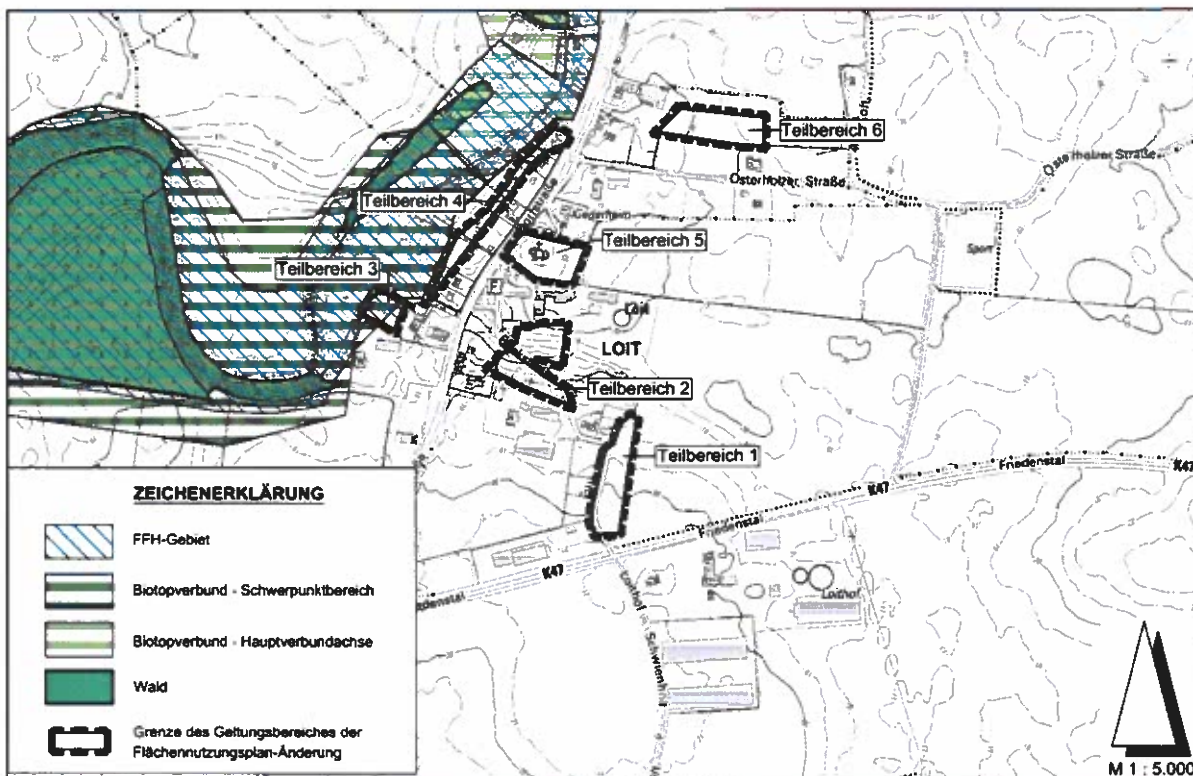 Teilbereich 6
Osterholzer Straße
Osterholzer Straße
Teilbereich 4
Teilbereich 5
Sport
Teilbereich 3
Loit
LOIT
Teilbereich 2
Teilbereich 1
Friedenstal
K47
K47
Friedenstal
K47
Loithof
ZEICHENERKLÄRUNG
FFH-Gebiet
Biotopverbund - Schwerpunktbereich
Biotopverbund - Hauptverbundachse
Wald
Grenze des Geltungsbereiches der
Flächennutzungsplan-Änderung
M 1 : 5.000